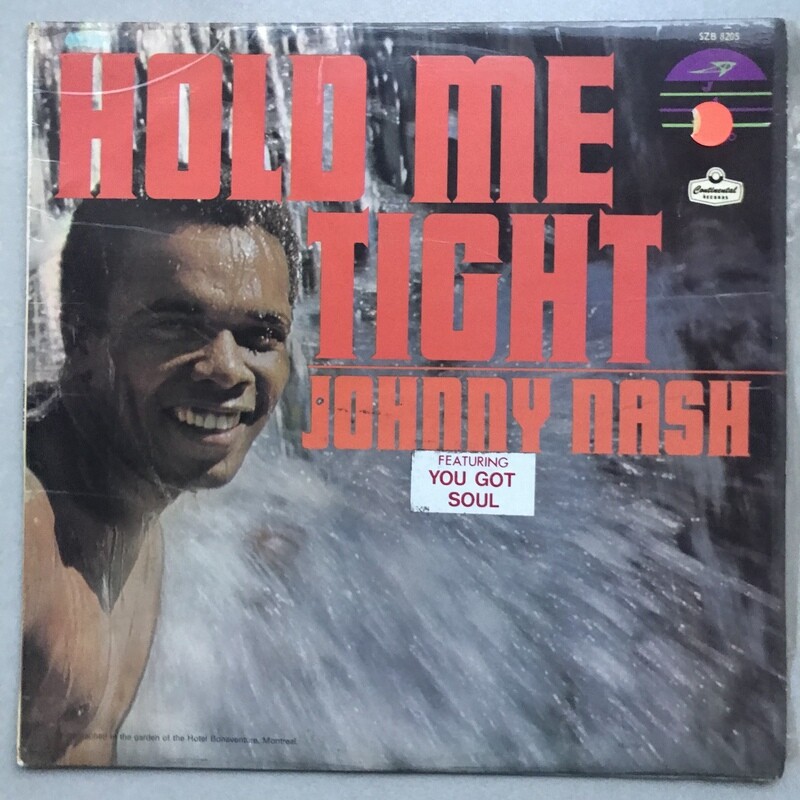 SZB 8205
HOLD ME
TIGHT
JOHNNY NASH
Continental
RECORDS
FEATURING
YOU GOT
SOUL
in the garden of the Hotel Bonaventure, Montreal.